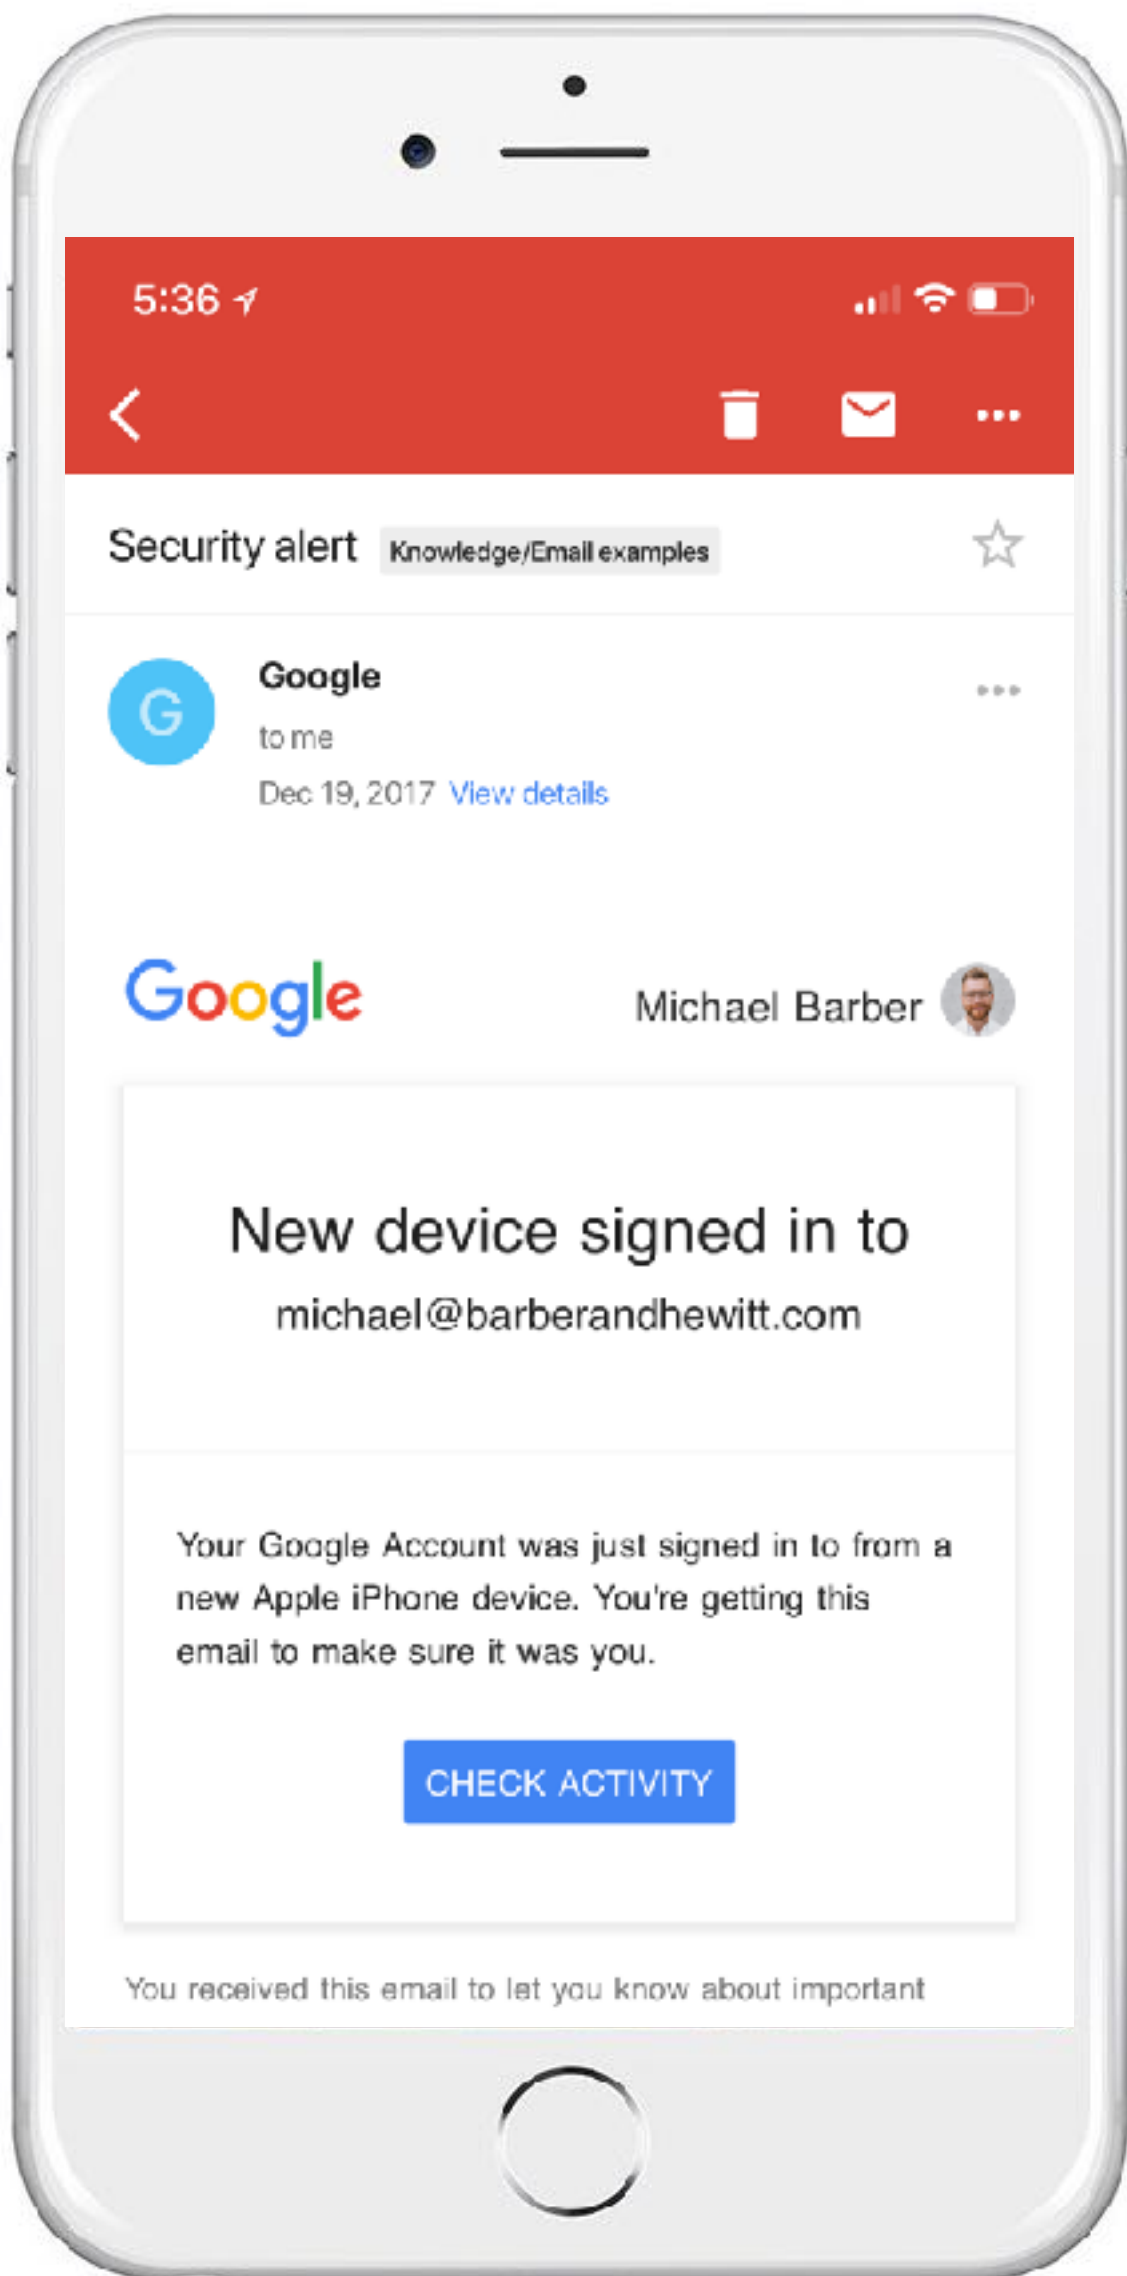 5:36
Security alert Knowledge/Email examples
G
Google
to me
Dec 19, 2017 View details
Google Michael Barber
New device signed in to
michael@barberandhewitt.com
Your Google Account was just signed in to from a
new Apple iPhone device. You're getting this
email to make sure it was you.
CHECK ACTIVITY
You received this email to let you know about important